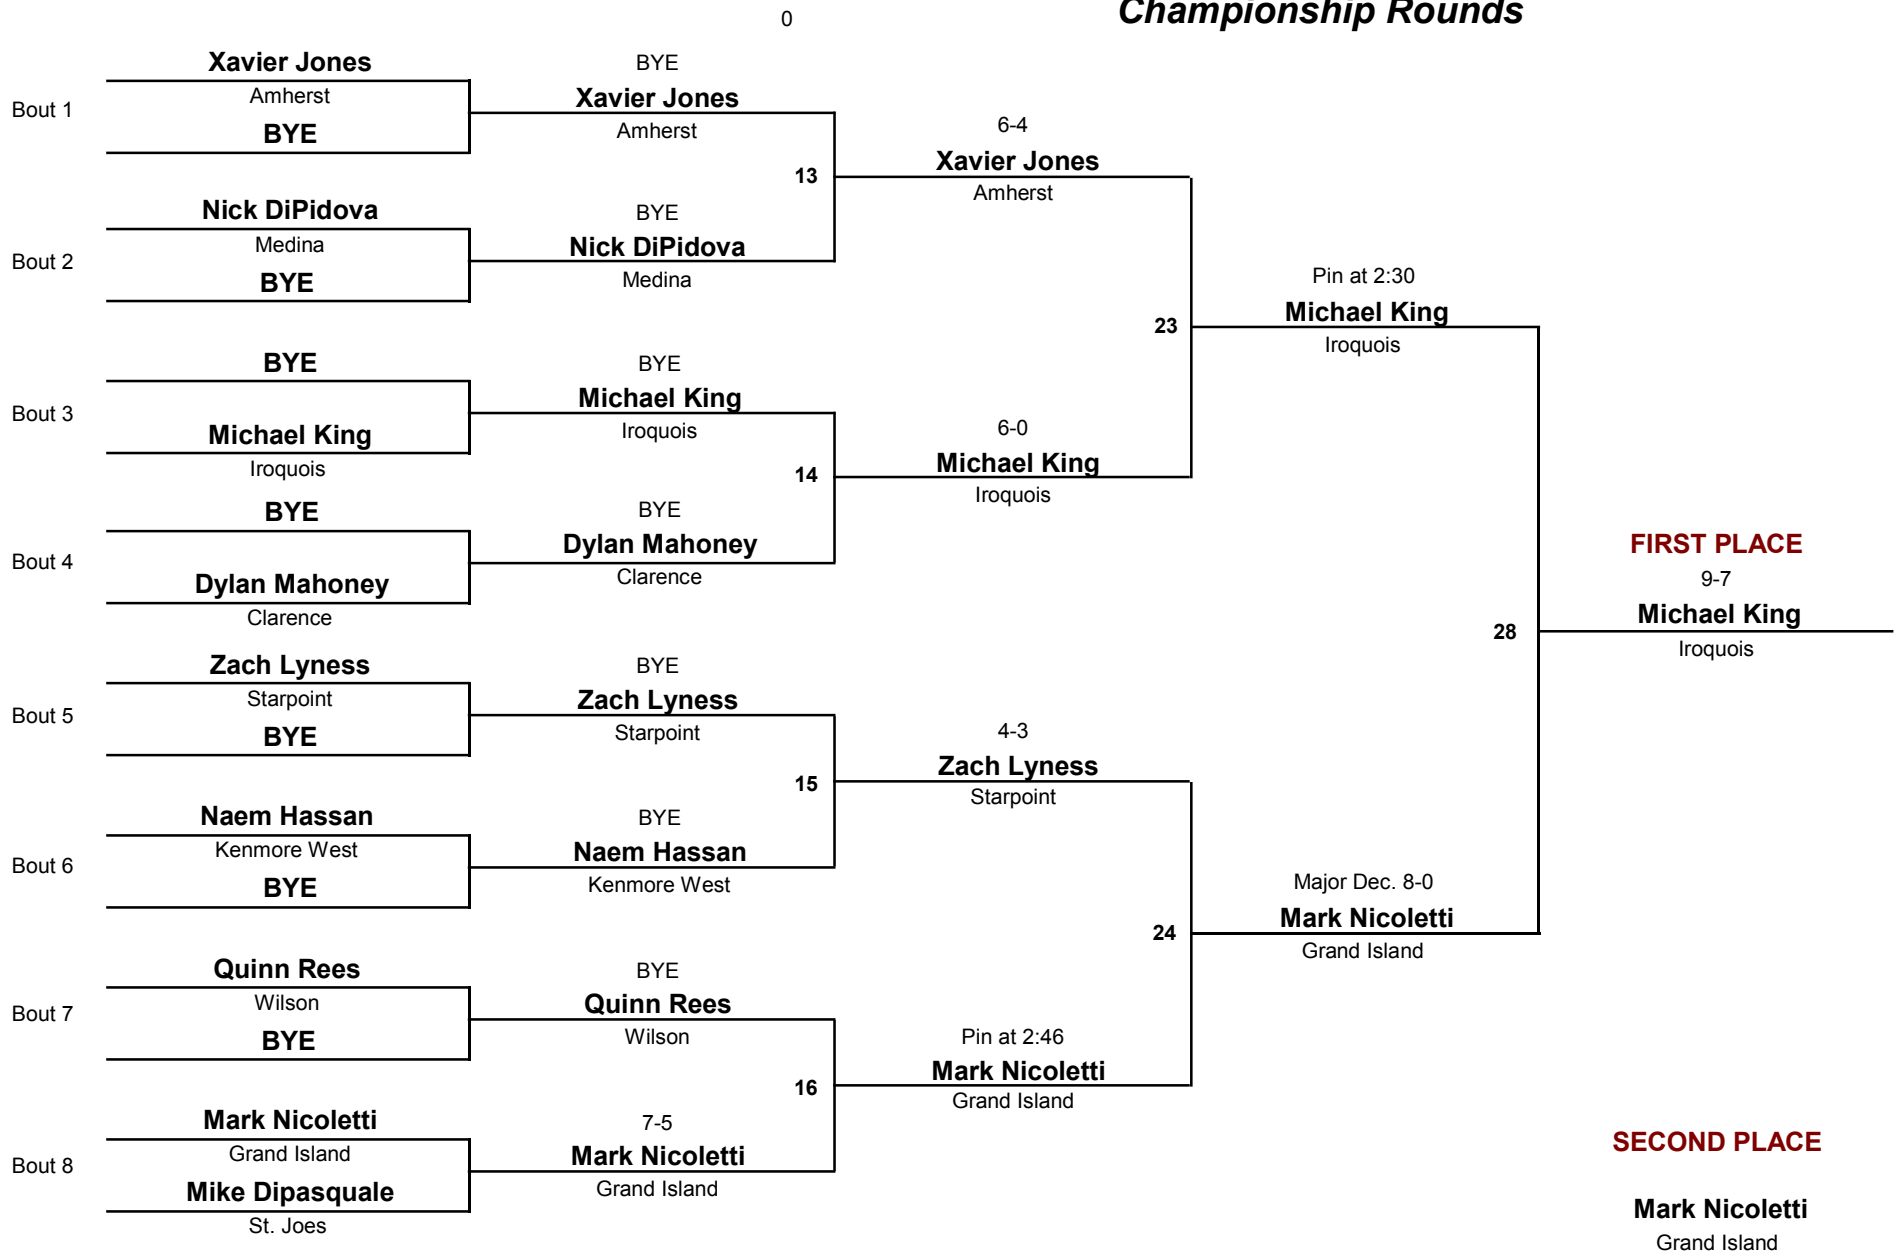 Championship Rounds
0
Xavier Jones
Amherst
Bout 1
BYE
Nick DiPidova
Medina
Bout 2
BYE
BYE
Bout 3
Michael King
Iroquois
BYE
Bout 4
Dylan Mahoney
Clarence
Zach Lyness
Starpoint
Bout 5
BYE
Naem Hassan
Kenmore West
Bout 6
BYE
Quinn Rees
Wilson
Bout 7
BYE
Mark Nicoletti
Grand Island
Bout 8
Mike Dipasquale
St. Joes
BYE
Xavier Jones
Amherst
13
BYE
Nick DiPidova
Medina
BYE
Michael King
Iroquois
14
BYE
Dylan Mahoney
Clarence
BYE
Zach Lyness
Starpoint
15
BYE
Naem Hassan
Kenmore West
BYE
Quinn Rees
Wilson
16
7-5
Mark Nicoletti
Grand Island
6-4
Xavier Jones
Amherst
23
6-0
Michael King
Iroquois
4-3
Zach Lyness
Starpoint
24
Pin at 2:46
Mark Nicoletti
Grand Island
Pin at 2:30
Michael King
Iroquois
28
Major Dec. 8-0
Mark Nicoletti
Grand Island
FIRST PLACE
9-7
Michael King
Iroquois
SECOND PLACE
Mark Nicoletti
Grand Island